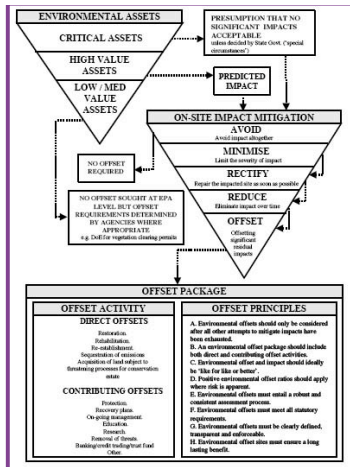 ENVIRONMENTAL ASSETS
CRITICAL ASSETS
HIGH VALUE
ASSETS
LOW / MED
VALUE
ASSETS
PRESUMPTION THAT NO
SIGNIFICANT IMPACTS
ACCEPTABLE
unless decided by State Govt. ('special
circumstances')
PREDICTED
IMPACT
ON-SITE IMPACT MITIGATION
AVOID
Avoid impact altogether
MINIMISE
Limit the severity of impact
RECTIFY
Repair the impacted site as soon as possible
REDUCE
Eliminate impact over time
OFFSET
Offsetting
significant
residual
impacts
NO OFFSET
REQUIRED
NO OFFSET SOUGHT AT EPA
LEVEL BUT OFFSET
REQUIREMENTS DETERMINED
BY AGENCIES WHERE
APPROPRIATE
e.g. DoE for vegetation clearing permits
OFFSET PACKAGE
OFFSET ACTIVITY
DIRECT OFFSETS
Restoration.
Rehabilitation.
Re-establishment.
Sequestration of emissions
Acquisition of land subject to
threatening processes for conservation
estate
CONTRIBUTING OFFSETS
Protection.
Recovery plans.
On-going management.
Education.
Research.
Removal of threats.
Banking/credit trading/trust fund
Other.
OFFSET PRINCIPLES
A. Environmental offsets should only be considered
after all other attempts to mitigate impacts have
been exhausted.
B. An environmental offset package should include
both direct and contributing offset activities.
C. Environmental offset and impact should ideally
be "like for like or better".
D. Positive environmental offset ratios should apply
where risk is apparent.
E. Environmental offsets must entail a robust and
consistent assessment process.
F. Environmental offsets must meet all statutory
requirements.
G. Environmental offsets must be clearly defined,
transparent and enforceable.
H. Environmental offset sites must ensure a long
lasting benefit.